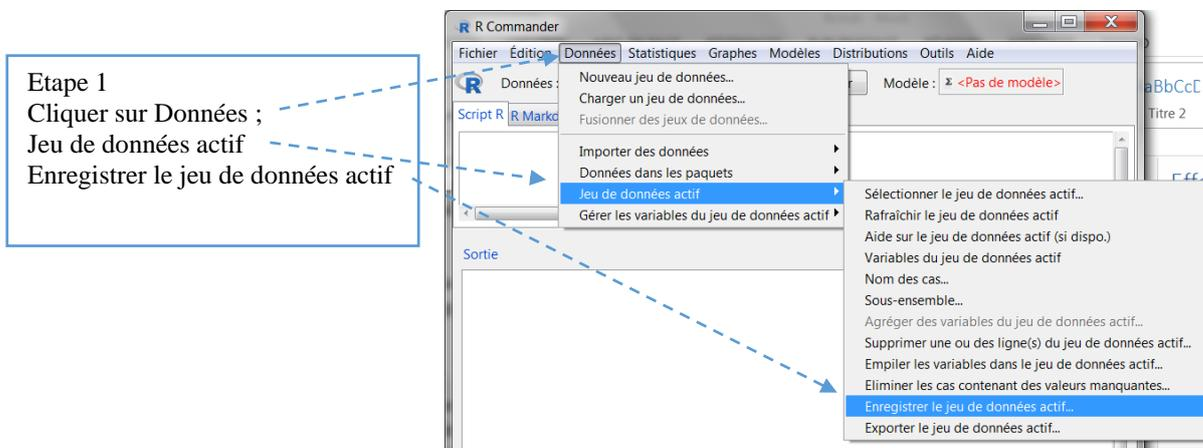 R Commander
Fichier Édition Données Statistiques Graphes Modèles Distributions Outils Aide
Etape 1
Cliquer sur Données ;
Jeu de données actif
Enregistrer le jeu de données actif
Données :
Modèle : Σ <Pas de modèle>
Script R
R Marko
Nouveau jeu de données...
Charger un jeu de données...
Fusionner des jeux de données...
Importer des données
Données dans les paquets
Jeu de données actif
Gérer les variables du jeu de données actif
Sélectionner le jeu de données actif...
Rafraîchir le jeu de données actif
Aide sur le jeu de données actif (si dispo.)
Variables du jeu de données actif
Nom des cas...
Sous-ensemble...
Agréger des variables du jeu de données actif...
Supprimer une ou des ligne(s) du jeu de données actif...
Empiler les variables dans le jeu de données actif...
Eliminer les cas contenant des valeurs manquantes...
Enregistrer le jeu de données actif...
Exporter le jeu de données actif...
Sortie
aBbCcD
Titre 2